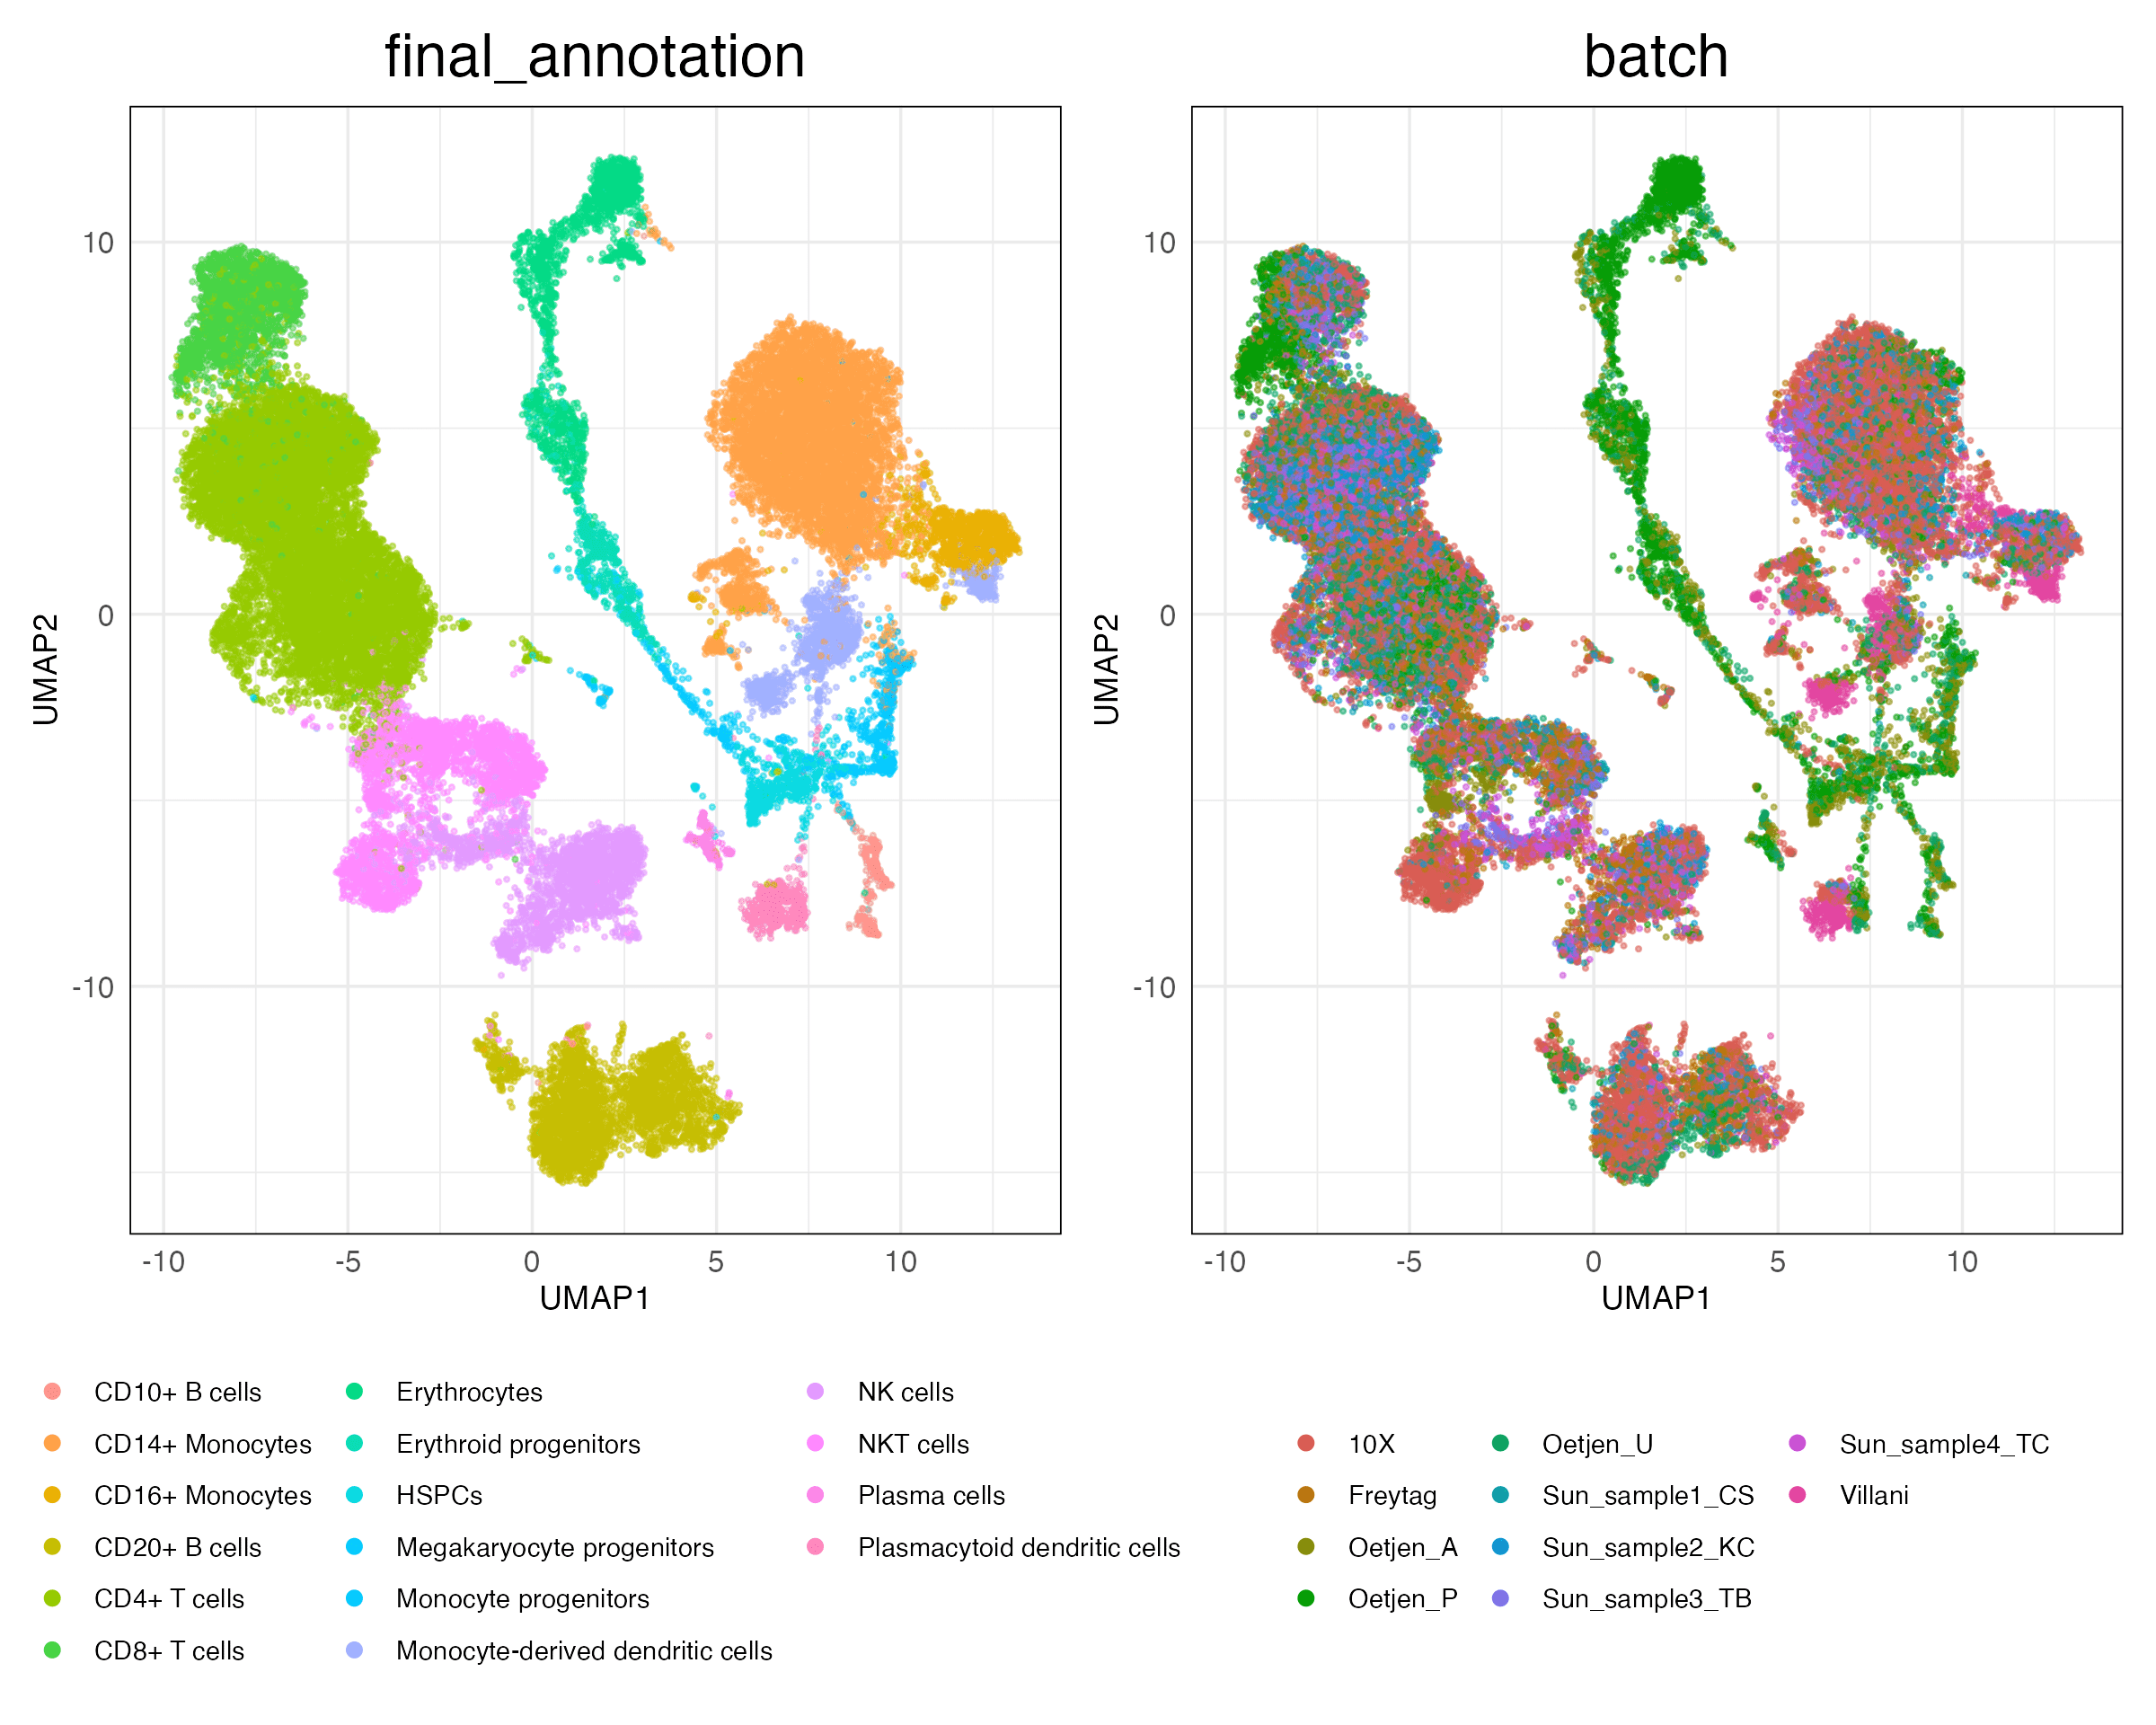 final_annotation
batch
10
0
-10
UMAP2
-10 -5 0 5 10
UMAP1
10
0
-10
UMAP2
-10 -5 0 5 10
UMAP1
CD10+ B cells
CD14+ Monocytes
CD16+ Monocytes
CD20+ B cells
CD4+ T cells
CD8+ T cells
Erythrocytes
Erythroid progenitors
HSPCs
Megakaryocyte progenitors
Monocyte progenitors
Monocyte-derived dendritic cells
NK cells
NKT cells
Plasma cells
Plasmacytoid dendritic cells
10X
Freytag
Oetjen_A
Oetjen_P
Oetjen_U
Sun_sample1_CS
Sun_sample2_KC
Sun_sample3_TB
Sun_sample4_TC
Villani